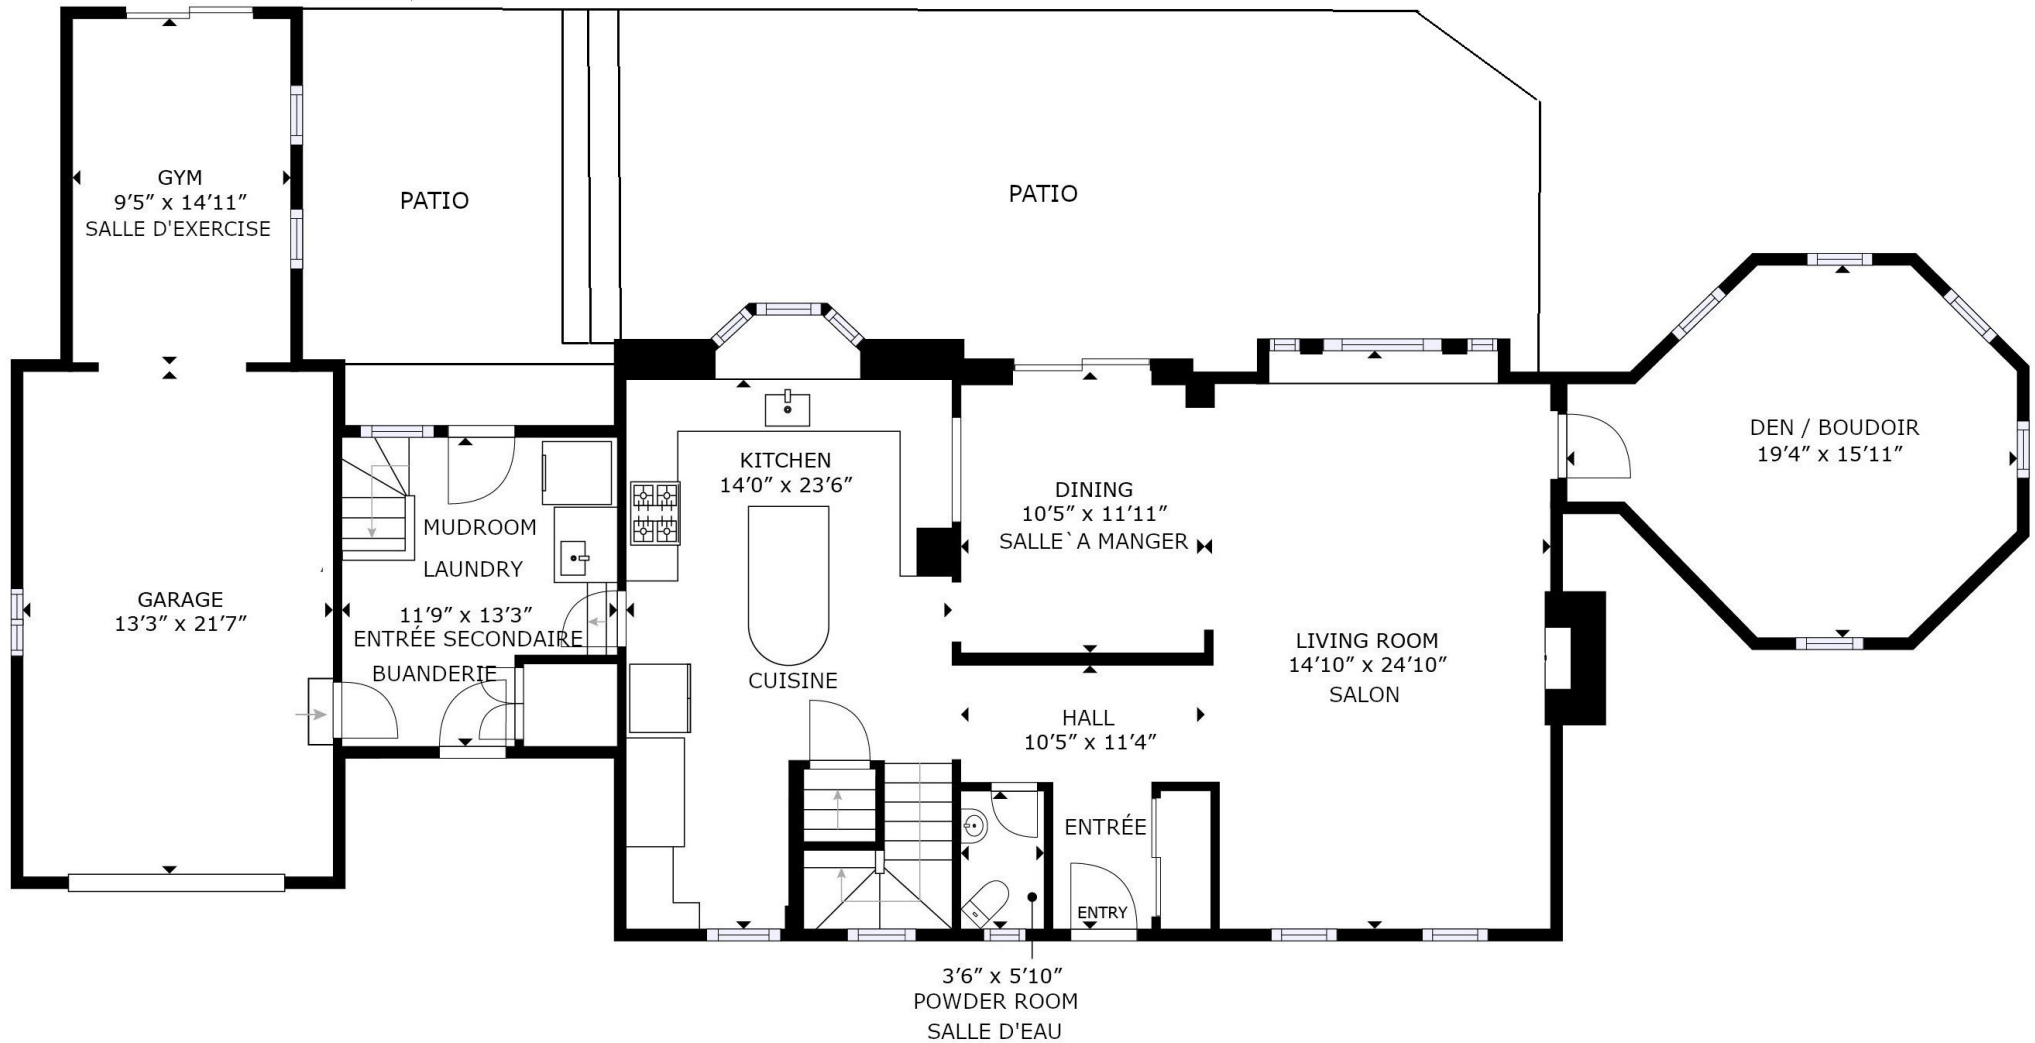 GYM
9'5" x 14'11"
SALLE D'EXERCISE
PATIO
PATIO
DEN / BOUDOIR
19'4" x 15'11"
KITCHEN
14'0" x 23'6"
CUISINE
DINING
10'5" x 11'11"
SALLE`A MANGER
MUDROOM
LAUNDRY
11'9" x 13'3"
ENTRÉE SECONDAIRE
BUANDERIE
GARAGE
13'3" x 21'7"
LIVING ROOM
14'10" x 24'10"
SALON
HALL
10'5" x 11'4"
ENTRÉE
ENTRY
3'6" x 5'10"
POWDER ROOM
SALLE D'EAU